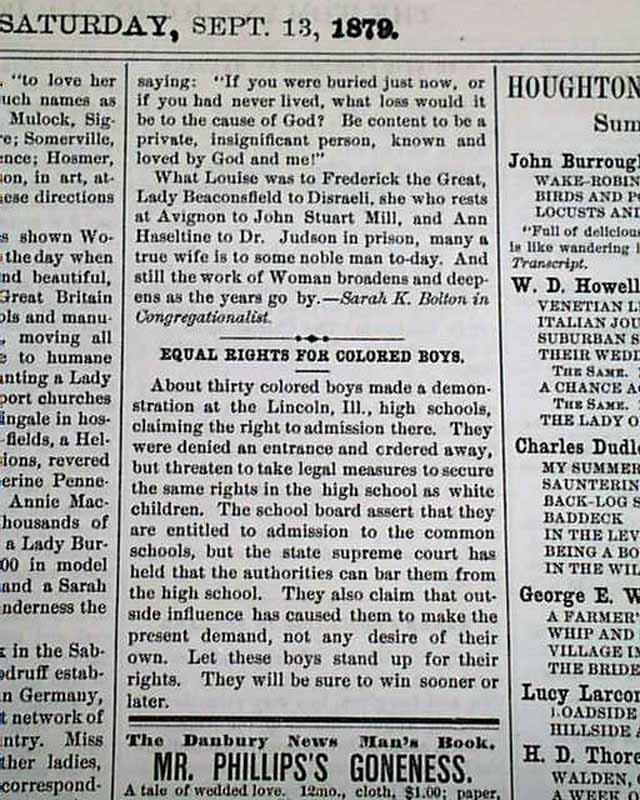 SATURDAY, SEPT. 13, 1879.
"to love her
uch names as
Mulock, Sig-
re; Somerville,
ence; Hosmer,
on, in art, at-
hese directions
s shown Wo-
the day when
nd beautiful,
Great Britain
ols and manu-
, moving all
e to humane
nting a Lady
port churches
ingale in hos-
-fields, a Hel-
ions, revered
erine Penne-
Annie Mac-
housands of
a Lady Bur-
00 in model
and a Sarah
nderness the
k in the Sab-
druff estab-
n Germany,
t network of
ntry. Miss
ther ladies,
correspond-
saying: "If you were buried just now, or
if you had never lived, what loss would it
be to the cause of God? Be content to be a
private, insignificant person, known and
loved by God and me!"
What Louise was to Frederick the Great,
Lady Beaconsfield to Disraeli, she who rests
at Avignon to John Stuart Mill, and Ann
Haseltine to Dr. Judson in prison, many a
true wife is to some noble man to-day. And
still the work of Woman broadens and deep-
ens as the years go by.—Sarah K. Bolton in
Congregationalist.
EQUAL RIGHTS FOR COLORED BOYS.
About thirty colored boys made a demon-
stration at the Lincoln, Ill., high schools,
claiming the right to admission there. They
were denied an entrance and crdered away,
but threaten to take legal measures to secure
the same rights in the high school as white
children. The school board assert that they
are entitled to admission to the common
schools, but the state supreme court has
held that the authorities can bar them from
the high school. They also claim that out-
side influence has caused them to make the
present demand, not any desire of their
own. Let these boys stand up for their
rights. They will be sure to win sooner or
later.
The Danbury News Man's Book.
MR. PHILLIPS'S GONENESS.
A tale of wedded love. 12mo., cloth, $1.00; paper,
HOUGHTON
Sum
John Burrough
WAKE-ROBIN
BIRDS AND PO
LOCUSTS AND
"Full of delicious
is like wandering i
Transcript.
W. D. Howell
VENETIAN LI
ITALIAN JOU
SUBURBAN S
THEIR WEDD
THE SAME.
A CHANCE A
THE SAME.
THE LADY O
Charles Dudle
MY SUMMER
SAUNTERIN
BACK-LOG S
BADDECK
IN THE LEV
BEING A BO
IN THE WIL
George E. W
A FARMER'
WHIP AND
VILLAGE
THE BRIDE
Lucy Larcom
ROADSIDE
HILLSIDE
H. D. Thore
WALDEN,
A WEEK O